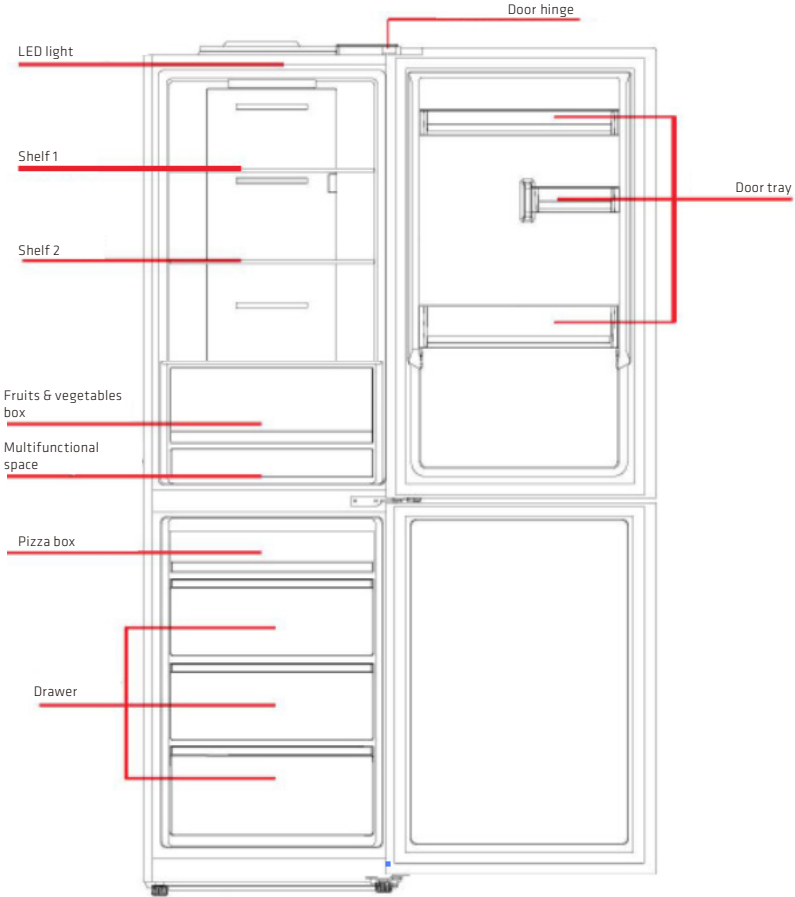 Door hinge
LED light
Shelf 1
Door tray
Shelf 2
Fruits & vegetables
box
Multifunctional
space
Pizza box
Drawer